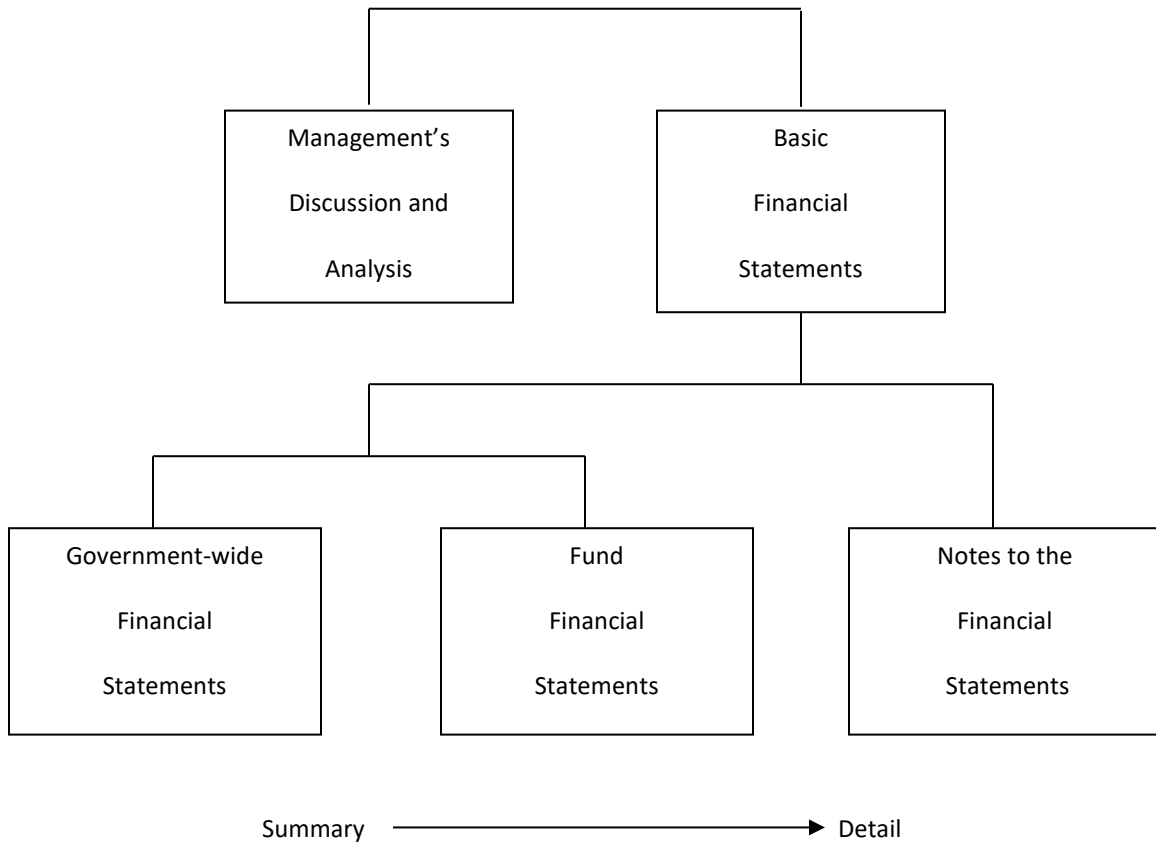 Management’s
Discussion and
Analysis
Basic
Financial
Statements
Government-wide
Financial
Statements
Fund
Financial
Statements
Notes to the
Financial
Statements
Summary
Detail